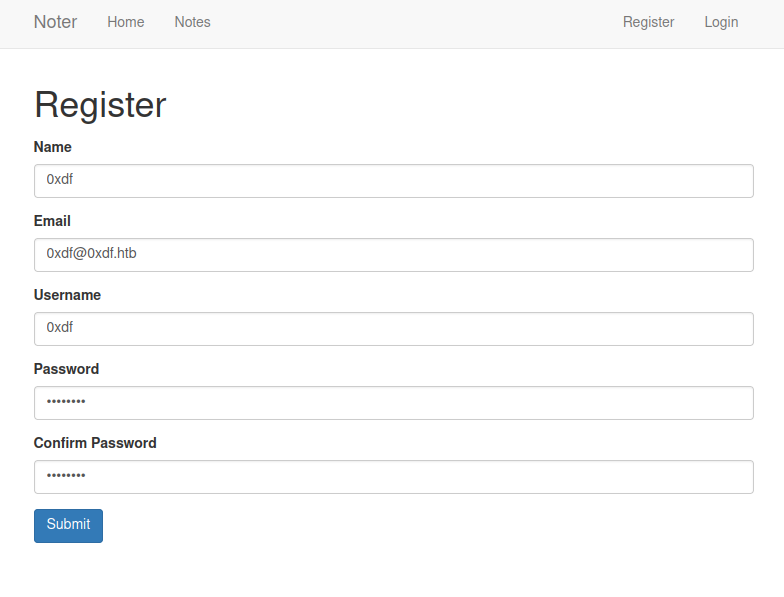 Noter Home Notes Register Login
Register
Name
0xdf
Email
0xdf@0xdf.htb
Username
0xdf
Password
••••••••
Confirm Password
••••••••
Submit